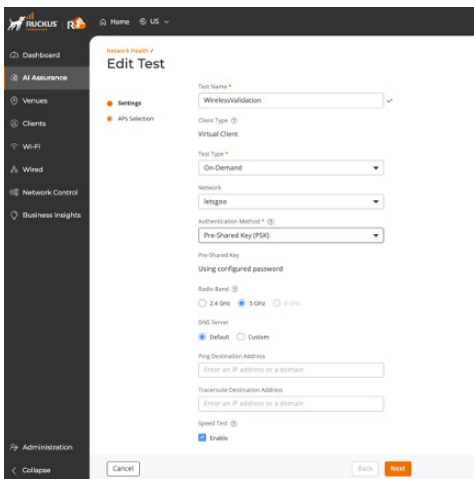 RUCKUS R1 Home US
Dashboard
AI Assurance
Venues
Clients
Wi-Fi
Wired
Network Control
Business Insights
Administration
Collapse
Network Health /
Edit Test
Settings
APs Selection
Test Name *
WirelessValidation
Client Type
Virtual Client
Test Type *
On-Demand
Network
letsgoo
Authentication Method *
Pre-Shared Key (PSK)
Pre-Shared Key
Using configured password
Radio Band
2.4 GHz 5 GHz 6 GHz
DNS Server
Default Custom
Ping Destination Address
Enter an IP address or a domain
Traceroute Destination Address
Enter an IP address or a domain
Speed Test
Enable
Cancel Back Next